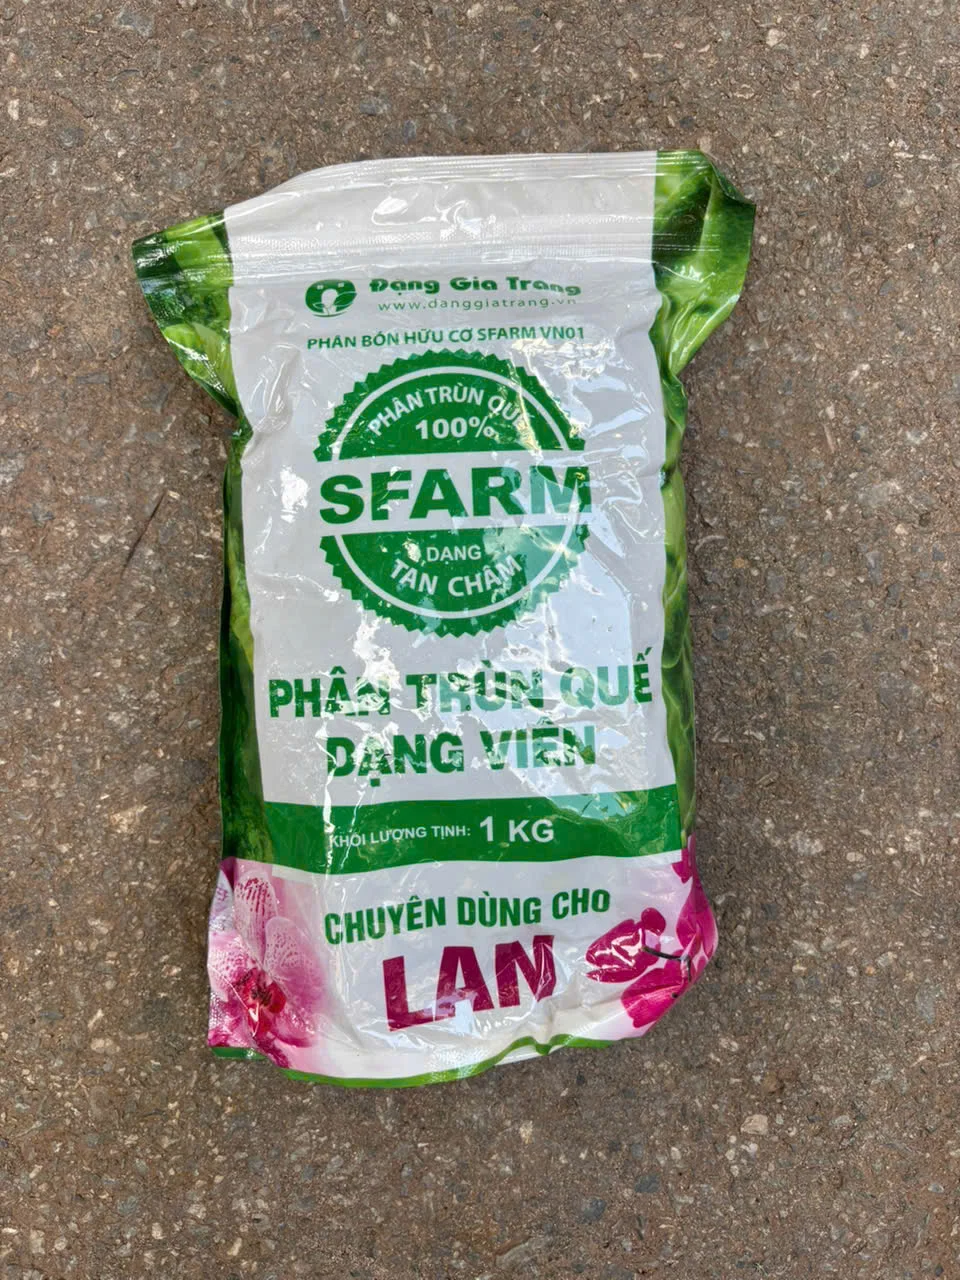 Đặng Gia Trang
www.danggiatrang.vn
PHÂN BÓN HỮU CƠ SFARM VN01
PHÂN TRÙN QUẾ
100%
SFARM
DẠNG
TAN CHẬM
PHÂN TRÙN QUẾ
DẠNG VIÊN
KHỐI LƯỢNG TỊNH: 1 KG
CHUYÊN DÙNG CHO
LAN